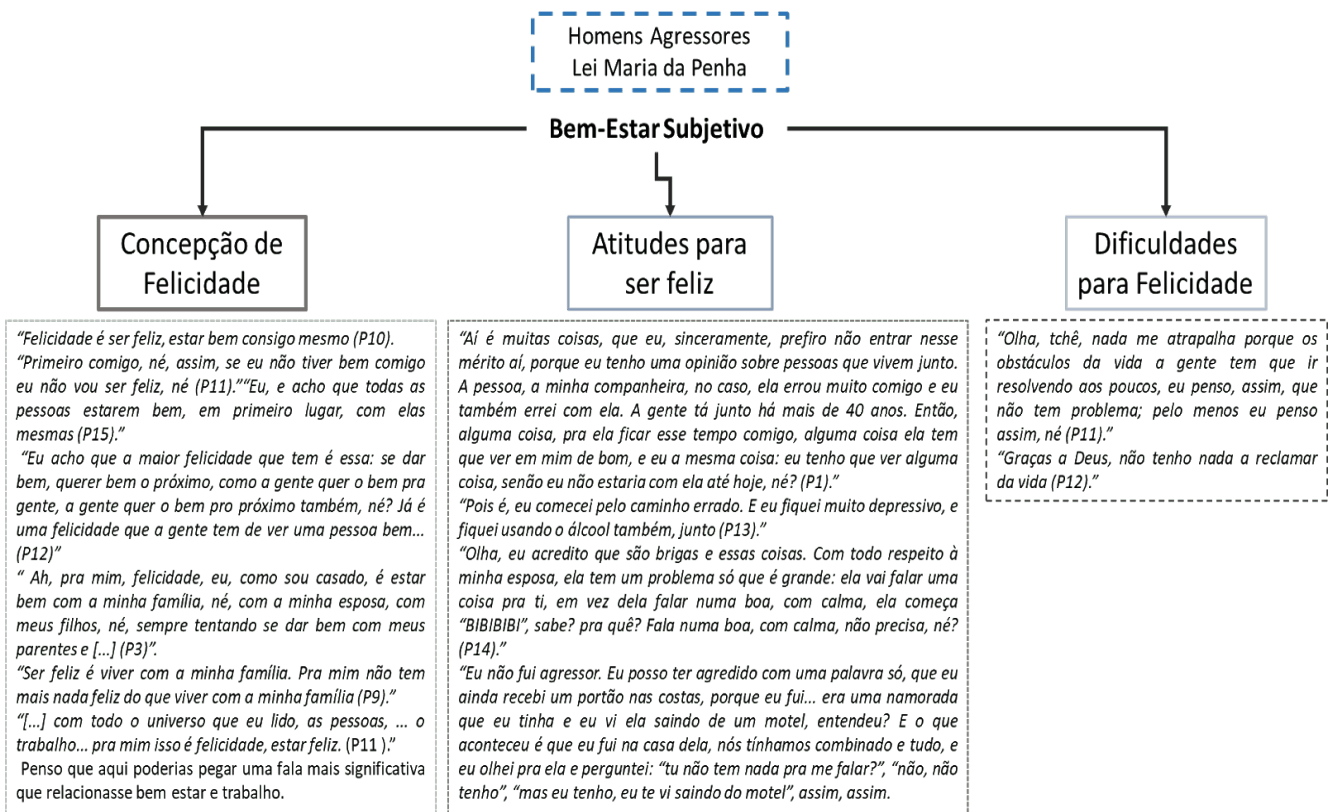 Homens Agressores
Lei Maria da Penha
Bem-Estar Subjetivo
Concepção de
Felicidade
“Felicidade é ser feliz, estar bem consigo mesmo (P10).
“Primeiro comigo, né, assim, se eu não tiver bem comigo
eu não vou ser feliz, né (P11).”“Eu, e acho que todas as
pessoas estarem bem, em primeiro lugar, com elas
mesmas (P15).”
“Eu acho que a maior felicidade que tem é essa: se dar
bem, querer bem o próximo, como a gente quer o bem pra
gente, a gente quer o bem pro próximo também, né? Já é
uma felicidade que a gente tem de ver uma pessoa bem...
(P12)”
“ Ah, pra mim, felicidade, eu, como sou casado, é estar
bem com a minha família, né, com a minha esposa, com
meus filhos, né, sempre tentando se dar bem com meus
parentes e [...] (P3)”.
“Ser feliz é viver com a minha família. Pra mim não tem
mais nada feliz do que viver com a minha família (P9).”
“[...] com todo o universo que eu lido, as pessoas, ... o
trabalho... pra mim isso é felicidade, estar feliz. (P11 ).”
Penso que aqui poderias pegar uma fala mais significativa
que relacionasse bem estar e trabalho.
Atitudes para
ser feliz
“Aí é muitas coisas, que eu, sinceramente, prefiro não entrar nesse
mérito aí, porque eu tenho uma opinião sobre pessoas que vivem junto.
A pessoa, a minha companheira, no caso, ela errou muito comigo e eu
também errei com ela. A gente tá junto há mais de 40 anos. Então,
alguma coisa, pra ela ficar esse tempo comigo, alguma coisa ela tem
que ver em mim de bom, e eu a mesma coisa: eu tenho que ver alguma
coisa, senão eu não estaria com ela até hoje, né? (P1).”
“Pois é, eu comecei pelo caminho errado. E eu fiquei muito depressivo, e
fiquei usando o álcool também, junto (P13).”
“Olha, eu acredito que são brigas e essas coisas. Com todo respeito à
minha esposa, ela tem um problema só que é grande: ela vai falar uma
coisa pra ti, em vez dela falar numa boa, com calma, ela começa
“BIBIBIBI”, sabe? pra quê? Fala numa boa, com calma, não precisa, né?
(P14).”
“Eu não fui agressor. Eu posso ter agredido com uma palavra só, que eu
ainda recebi um portão nas costas, porque eu fui... era uma namorada
que eu tinha e eu vi ela saindo de um motel, entendeu? E o que
aconteceu é que eu fui na casa dela, nós tínhamos combinado e tudo, e
eu olhei pra ela e perguntei: “tu não tem nada pra me falar?”, “não, não
tenho”, “mas eu tenho, eu te vi saindo do motel”, assim, assim.
Dificuldades
para Felicidade
“Olha, tchê, nada me atrapalha porque os
obstáculos da vida a gente tem que ir
resolvendo aos poucos, eu penso, assim, que
não tem problema; pelo menos eu penso
assim, né (P11).”
“Graças a Deus, não tenho nada a reclamar
da vida (P12).”